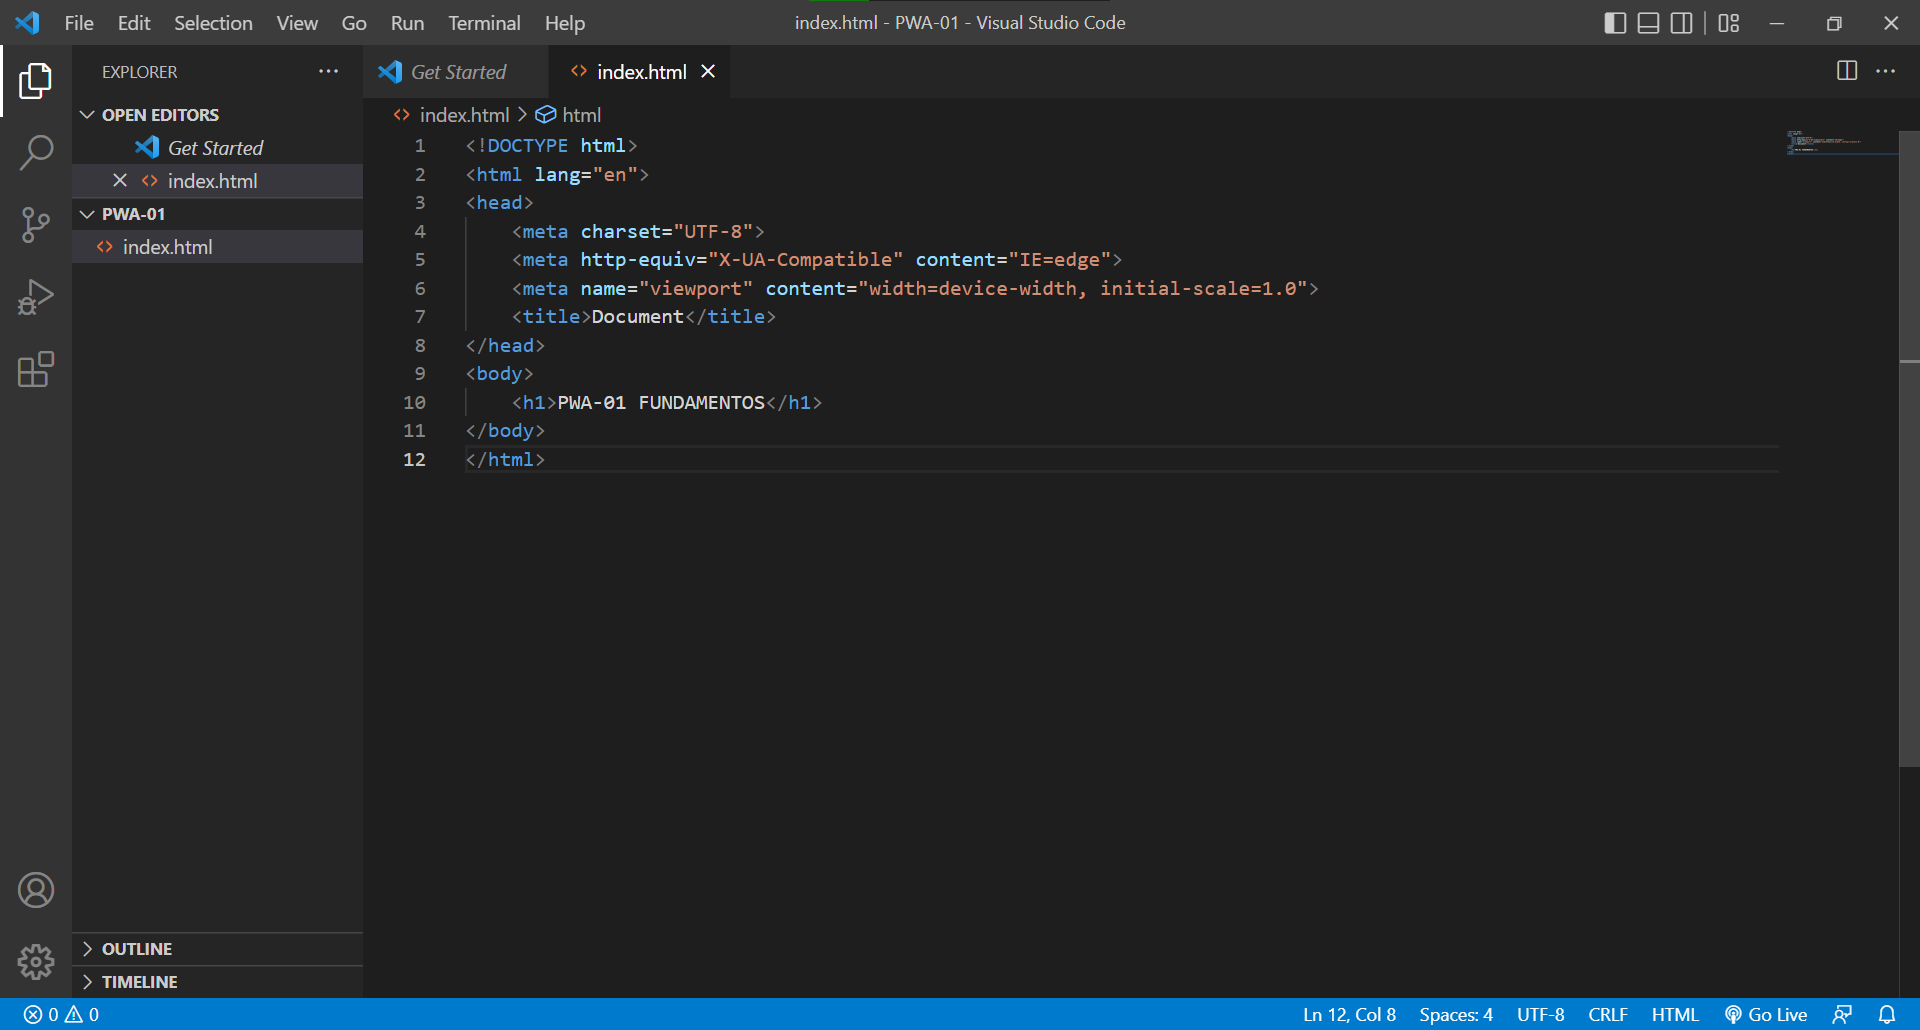 File Edit Selection View Go Run Terminal Help
index.html - PWA-01 - Visual Studio Code
EXPLORER
OPEN EDITORS
Get Started
index.html
PWA-01
index.html
OUTLINE
TIMELINE
Get Started
index.html
index.html > html
1 <!DOCTYPE html>
2 <html lang="en">
3 <head>
4     <meta charset="UTF-8">
5     <meta http-equiv="X-UA-Compatible" content="IE=edge">
6     <meta name="viewport" content="width=device-width, initial-scale=1.0">
7     <title>Document</title>
8 </head>
9 <body>
10     <h1>PWA-01 FUNDAMENTOS</h1>
11 </body>
12 </html>
0 0
Ln 12, Col 8 Spaces: 4 UTF-8 CRLF HTML Go Live